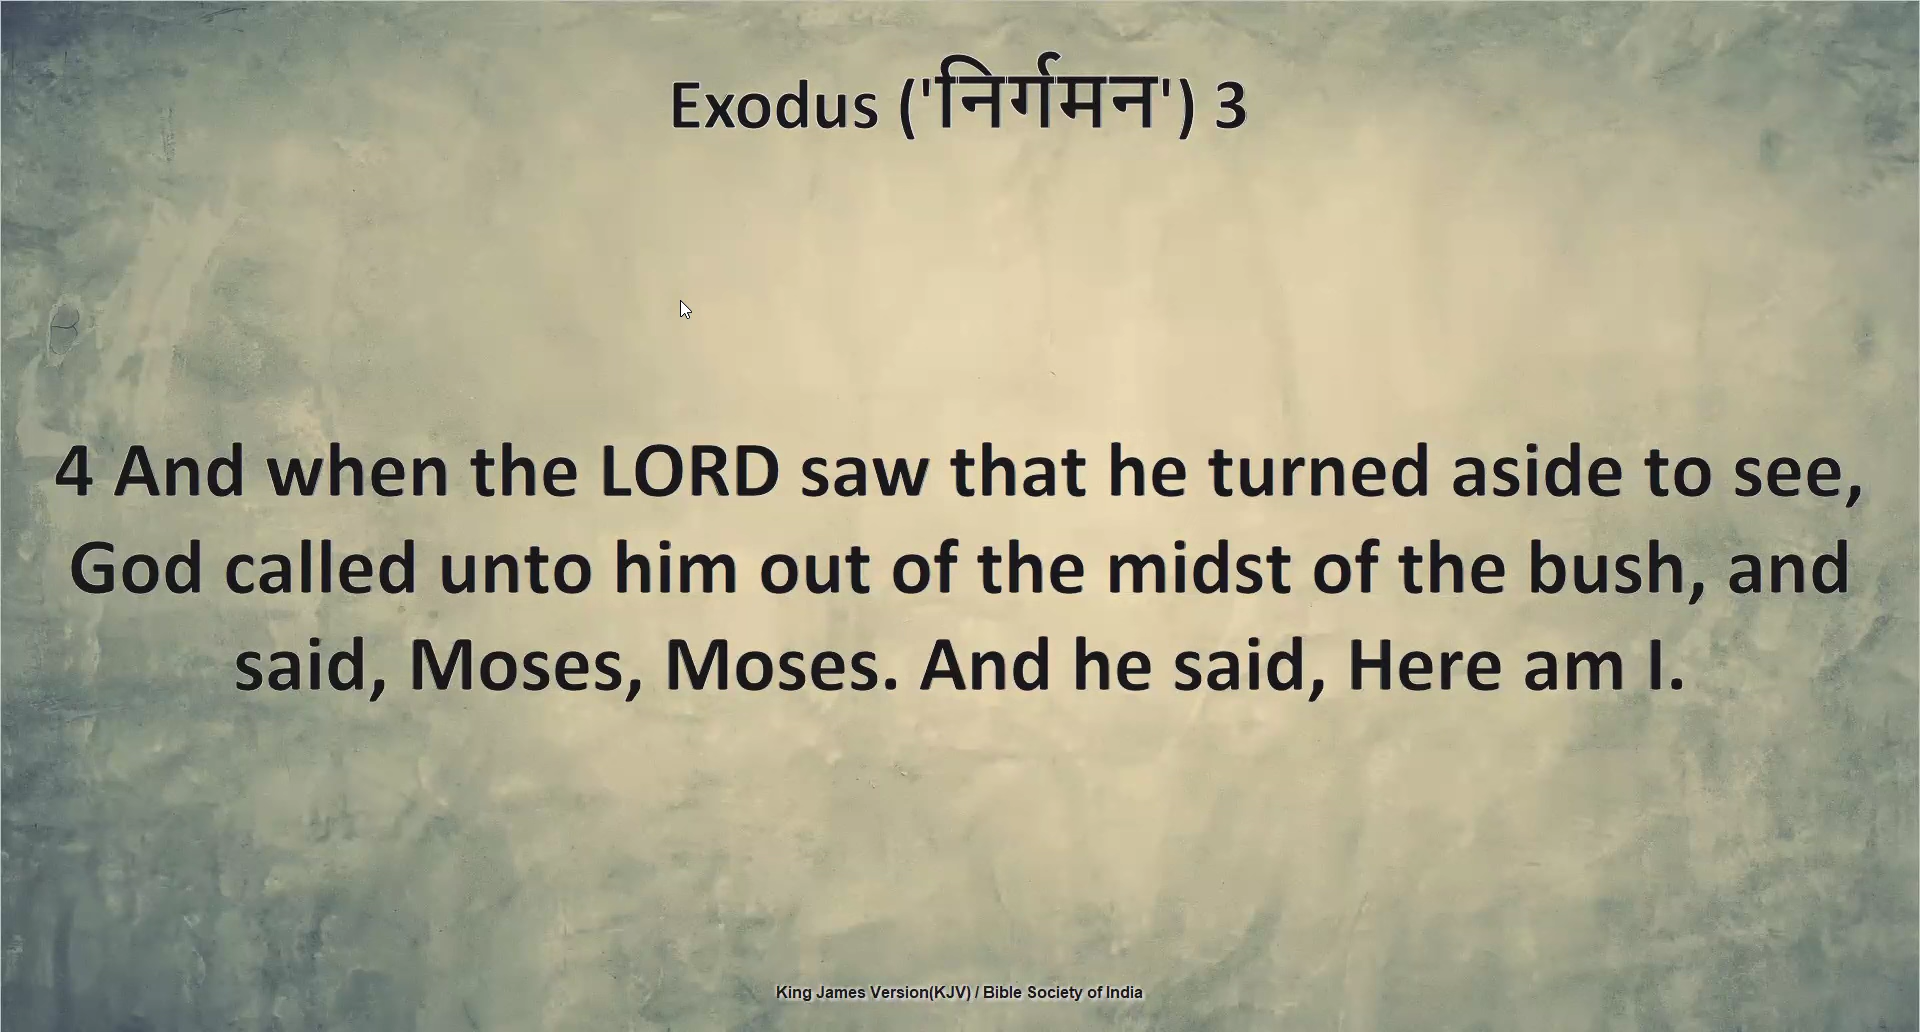 Exodus ('निर्गमन') 3
4 And when the LORD saw that he turned aside to see,
God called unto him out of the midst of the bush, and
said, Moses, Moses. And he said, Here am I.
King James Version(KJV) / Bible Society of India